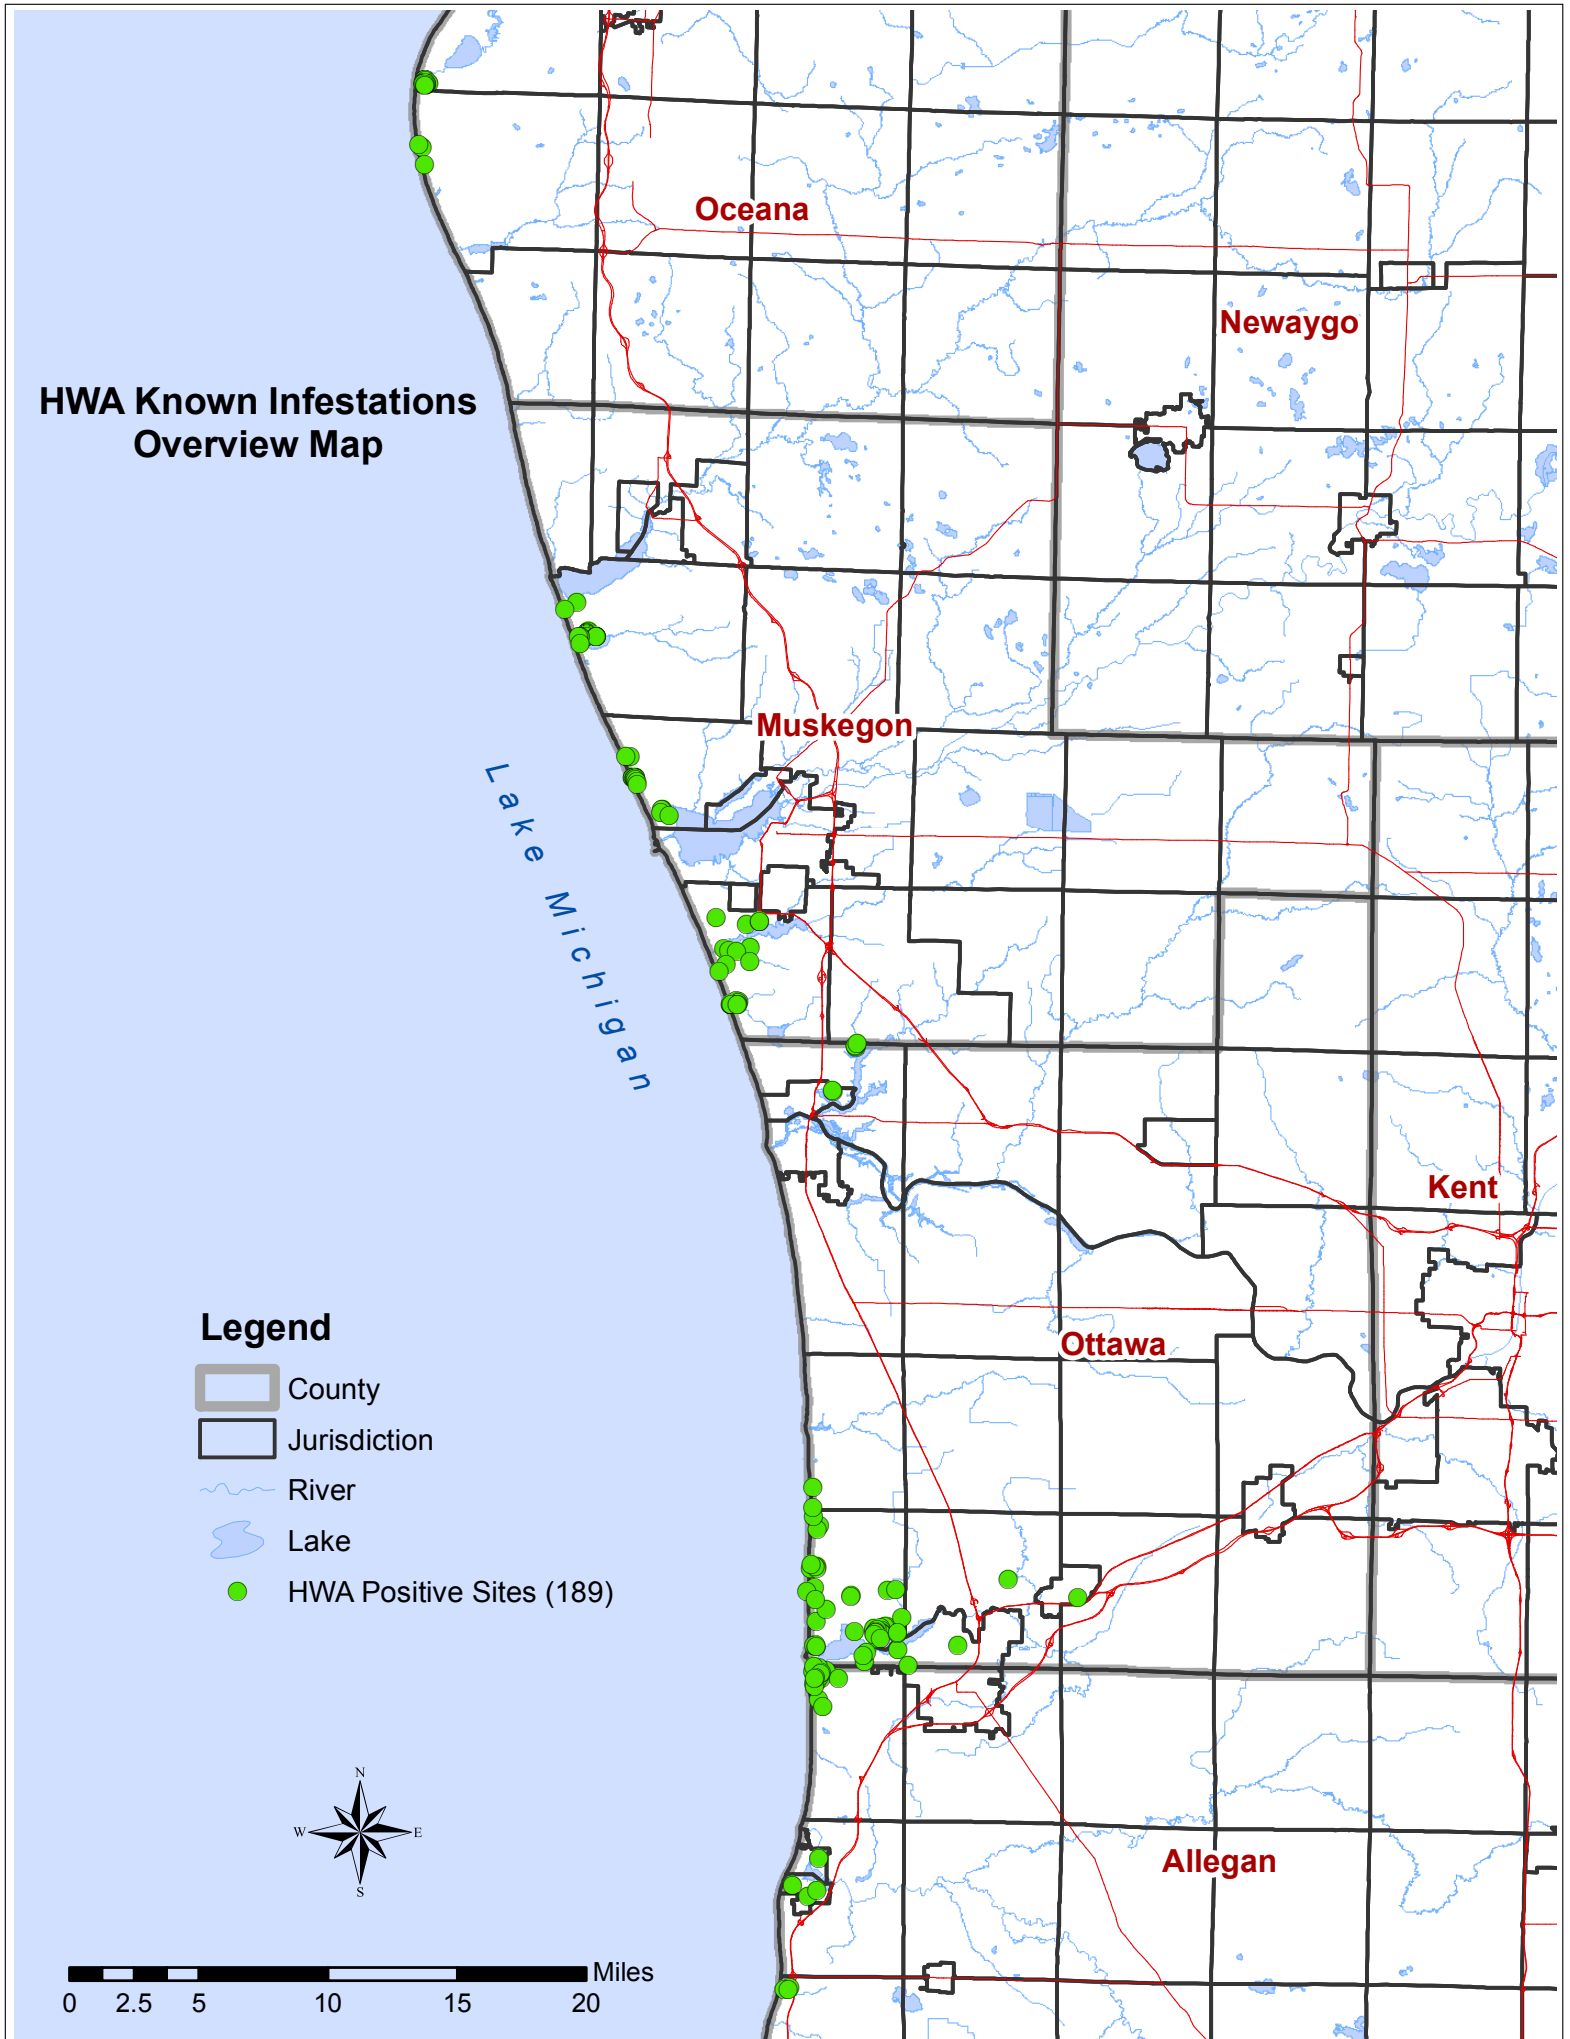 Oceana
Newaygo
HWA Known Infestations
Overview Map
Muskegon
Lake Michigan
Kent
Ottawa
Legend
County
Jurisdiction
River
Lake
HWA Positive Sites (189)
N
W
E
S
Allegan
Miles
0 2.5 5 10 15 20